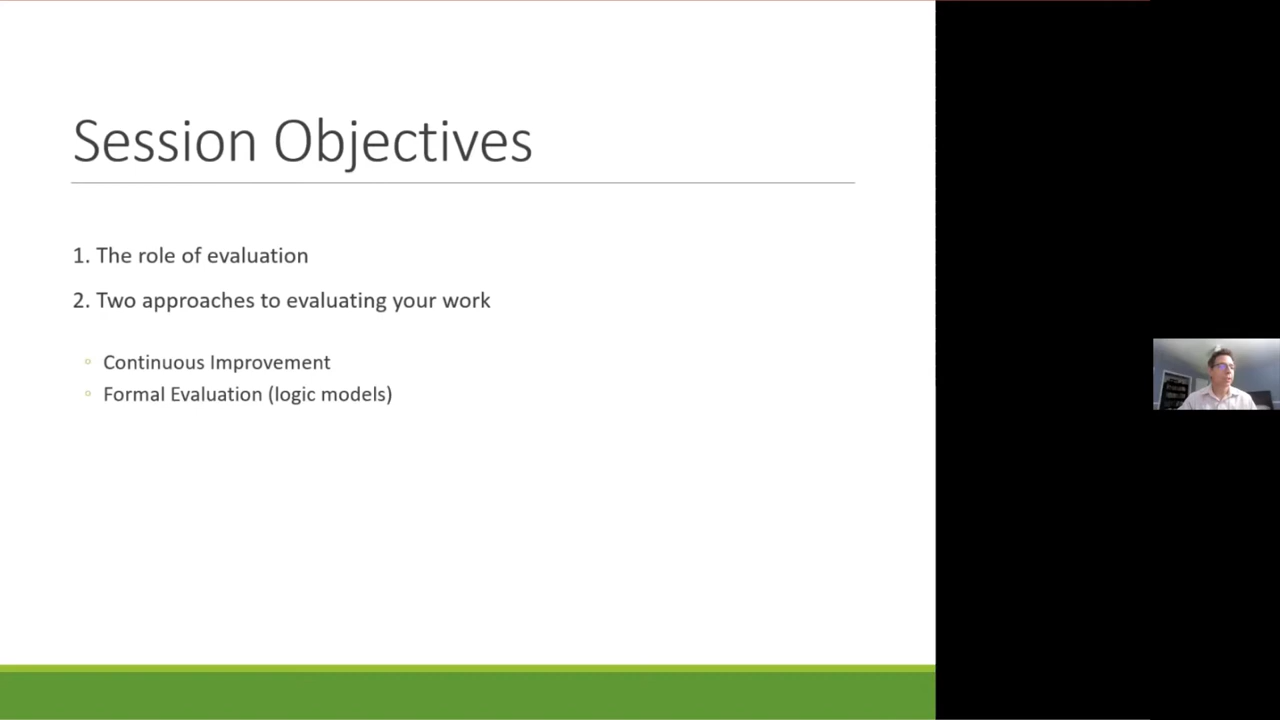 Session Objectives
1. The role of evaluation
2. Two approaches to evaluating your work
◦ Continuous Improvement
◦ Formal Evaluation (logic models)